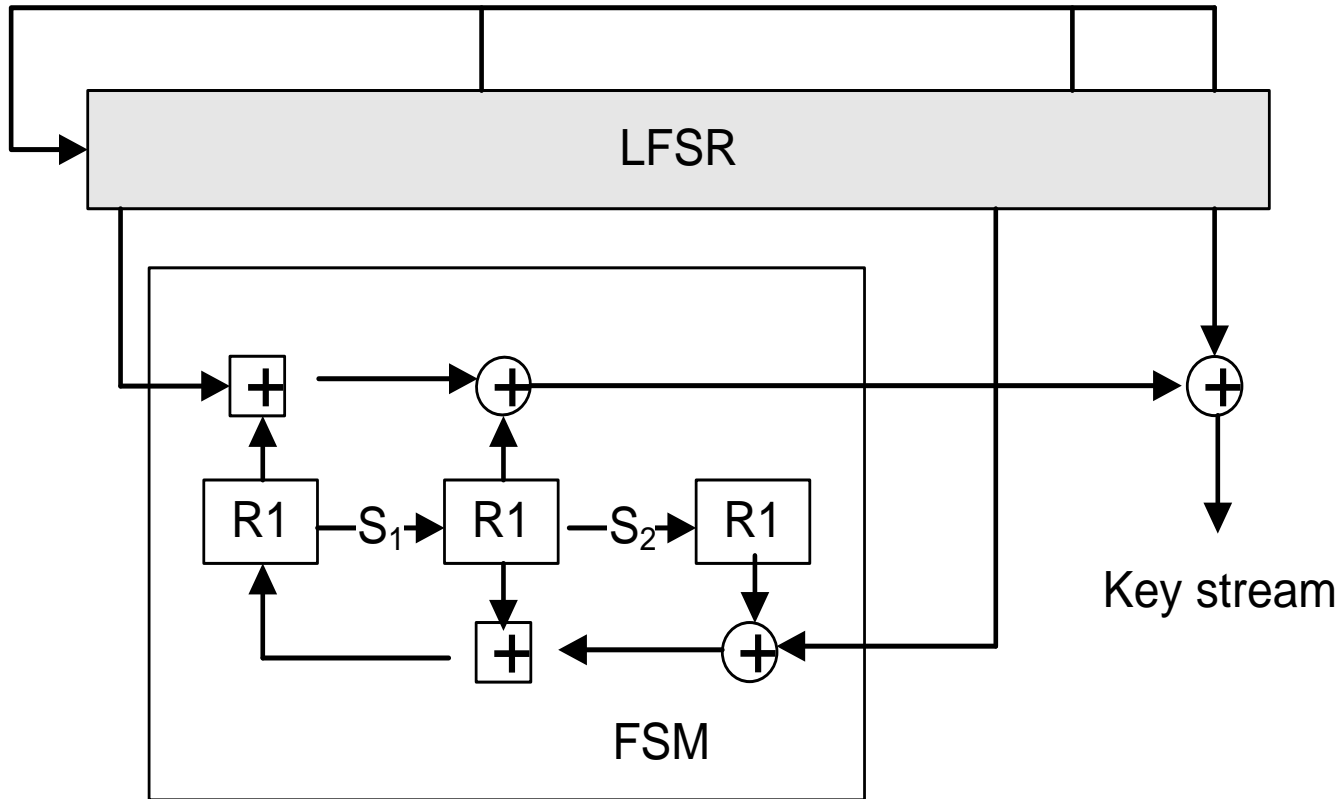 LFSR
+
+
+
R1
S₁
R1
S₂
R1
Key stream
+
+
FSM